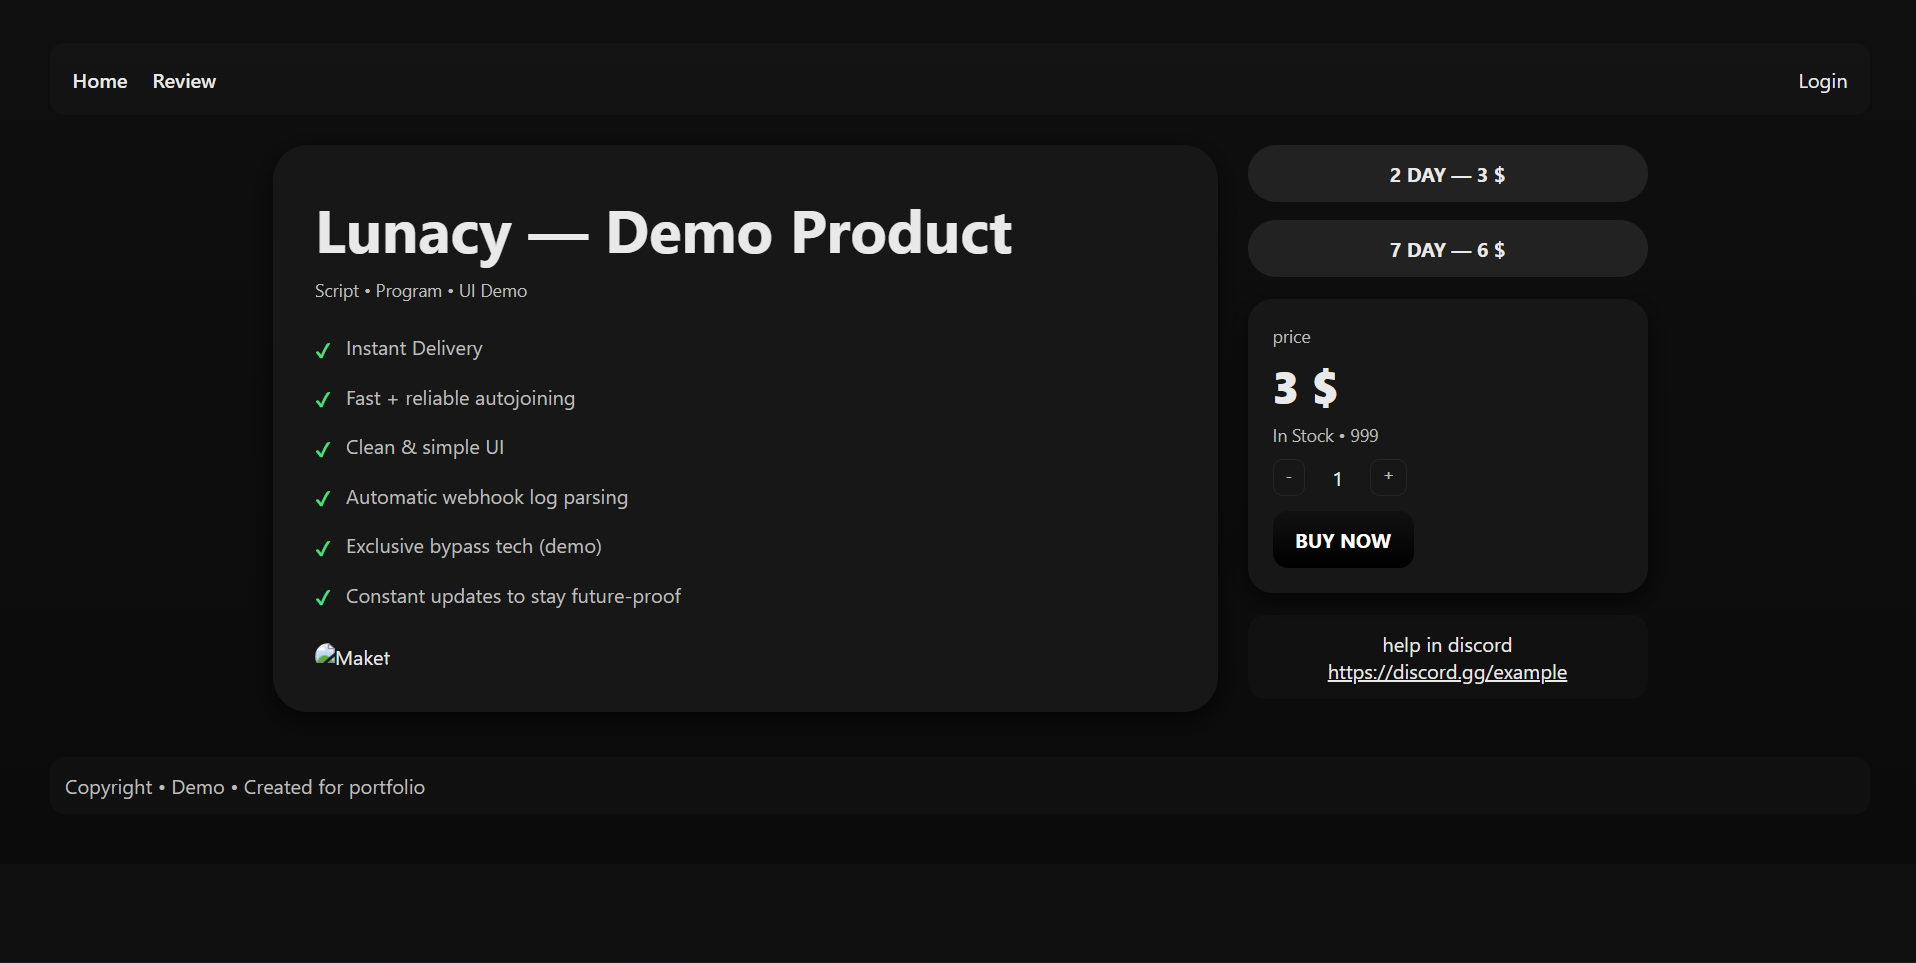 Home Review Login
Lunacy — Demo Product
Script • Program • UI Demo
✓ Instant Delivery
✓ Fast + reliable autojoining
✓ Clean & simple UI
✓ Automatic webhook log parsing
✓ Exclusive bypass tech (demo)
✓ Constant updates to stay future-proof
Maket
2 DAY — 3 $
7 DAY — 6 $
price
3 $
In Stock • 999
- 1 +
BUY NOW
help in discord
https://discord.gg/example
Copyright • Demo • Created for portfolio